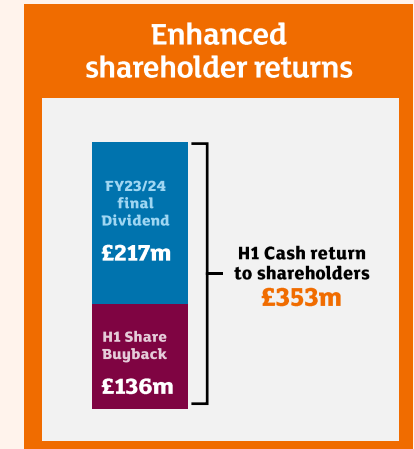 Enhanced
shareholder returns
FY23/24
final
Dividend
£217m
H1 Share
Buyback
£136m
H1 Cash return
to shareholders
£353m